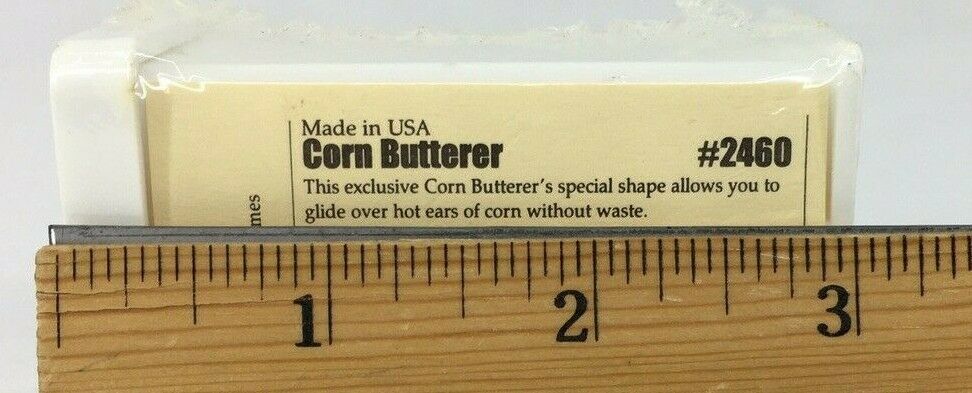 Made in USA
Corn Butterer #2460
This exclusive Corn Butterer's special shape allows you to
glide over hot ears of corn without waste.
mes
1 2 3